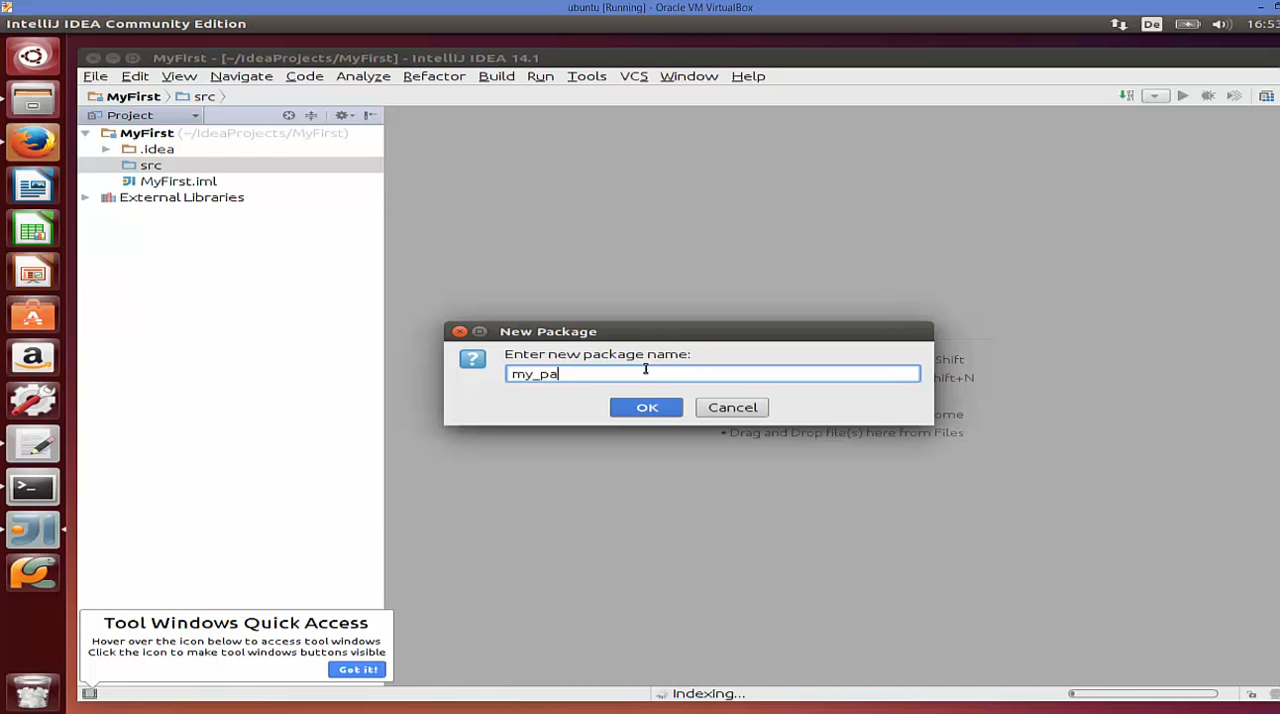 ubuntu [Running] - Oracle VM VirtualBox
IntelliJ IDEA Community Edition
De
16:53
MyFirst - [~/IdeaProjects/MyFirst] - IntelliJ IDEA 14.1
File Edit View Navigate Code Analyze Refactor Build Run Tools VCS Window Help
MyFirst src
Project
MyFirst (~/IdeaProjects/MyFirst)
.idea
src
MyFirst.iml
External Libraries
New Package
Enter new package name:
my_pa
OK Cancel
Shift
hift+N
ome
• Drag and Drop file(s) here from Files
Tool Windows Quick Access
Hover over the icon below to access tool windows
Click the icon to make tool windows buttons visible
Got it!
Indexing...